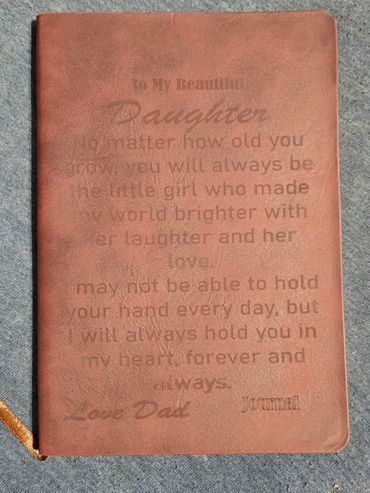 To My Beautiful
Daughter
No matter how old you
grow, you will always be
the little girl who made
my world brighter with
her laughter and her
love.
I may not be able to hold
your hand every day, but
I will always hold you in
my heart, forever and
always.
Love Dad
Journal